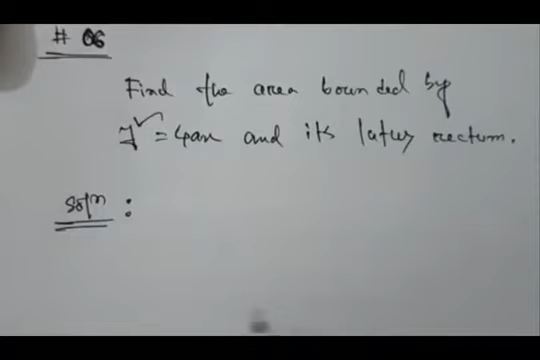 # 06
Find the area bounded by
y² = 4ax and its latus rectum.
Soln :